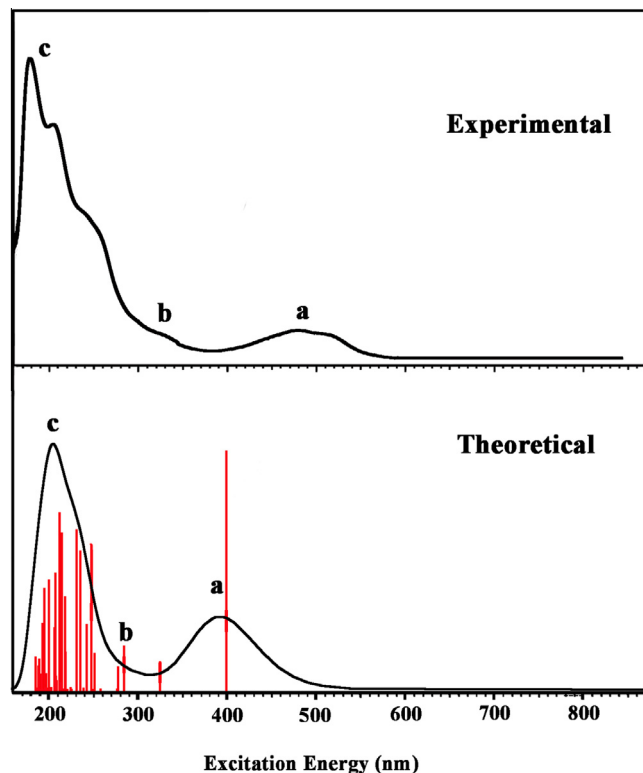 c
Experimental
b
a
c
Theoretical
a
b
200 300 400 500 600 700 800
Excitation Energy (nm)